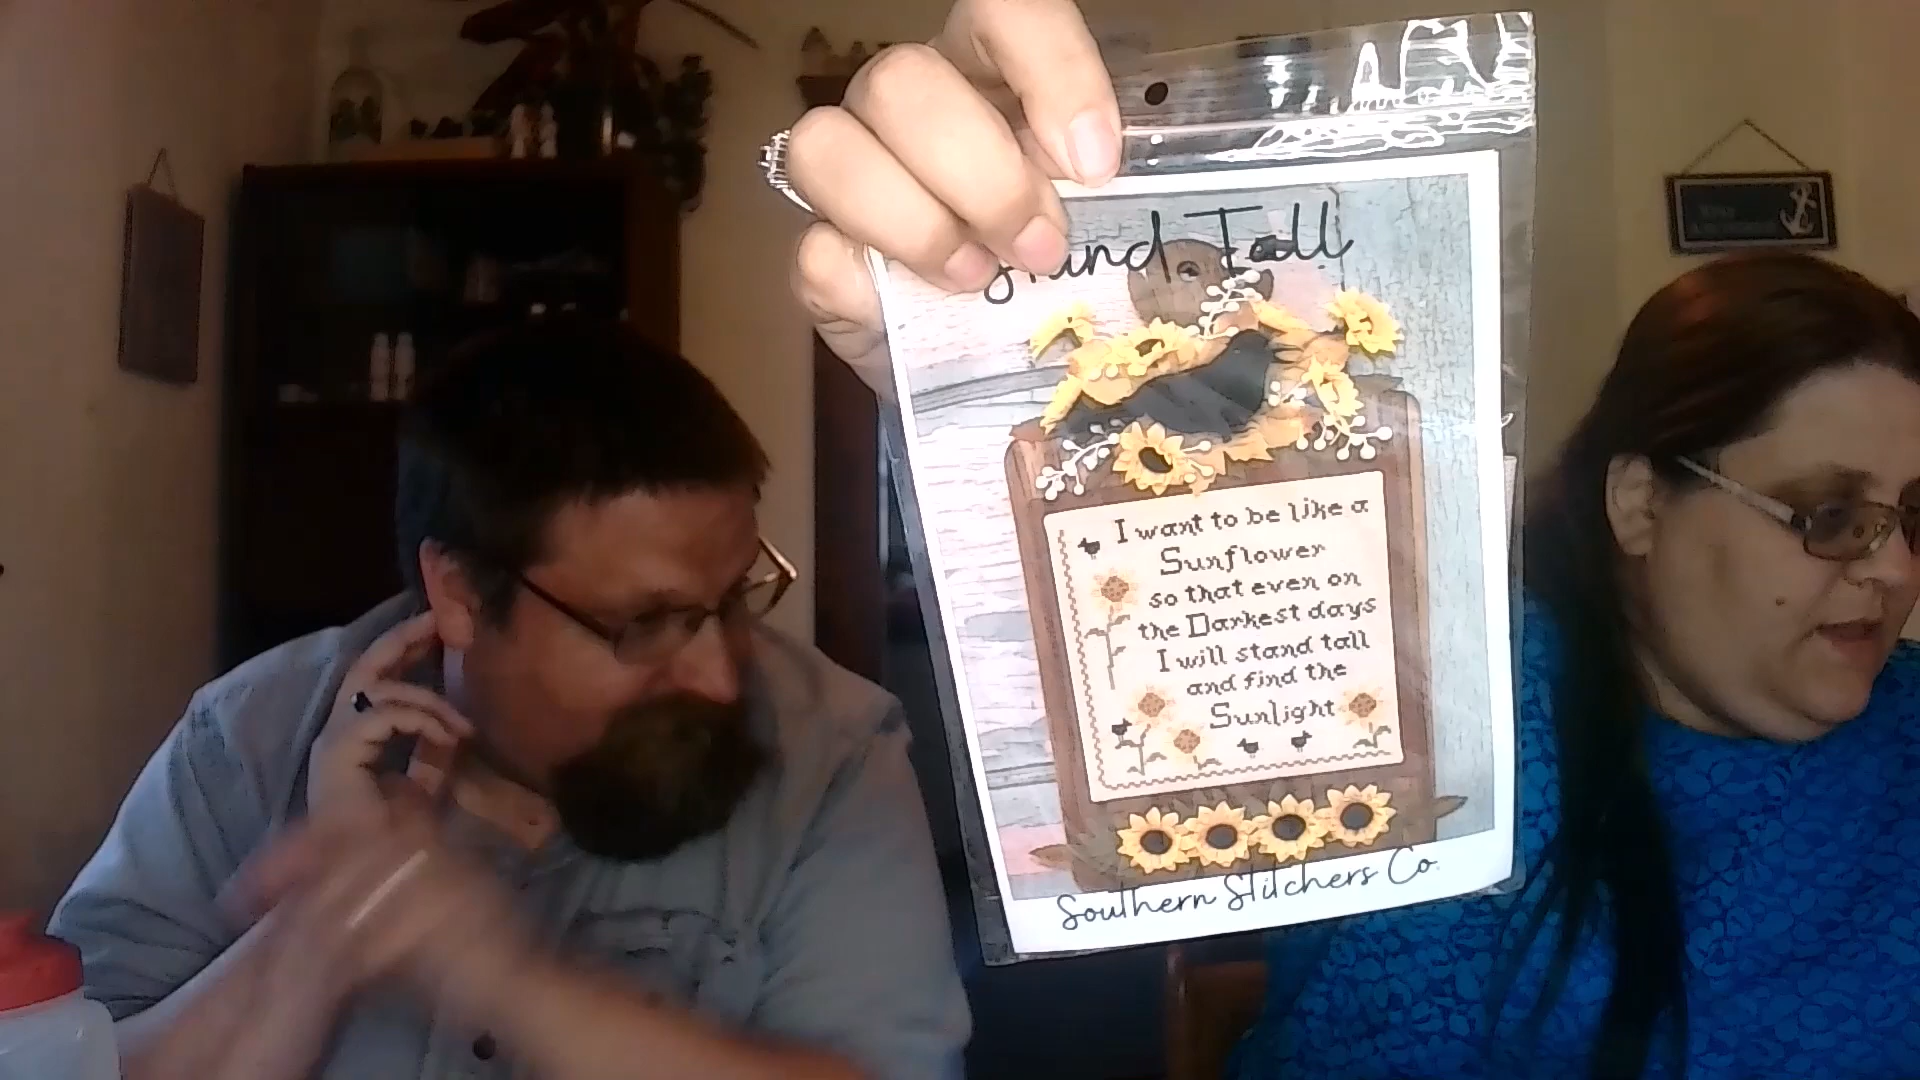 Stand Tall
I want to be like a
Sunflower
so that even on
the Darkest days
I will stand tall
and find the
Sunlight
Southern Stitchers Co.